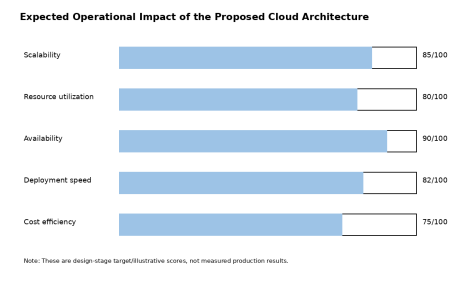 Expected Operational Impact of the Proposed Cloud Architecture
Scalability 85/100
Resource utilization 80/100
Availability 90/100
Deployment speed 82/100
Cost efficiency 75/100
Note: These are design-stage target/illustrative scores, not measured production results.